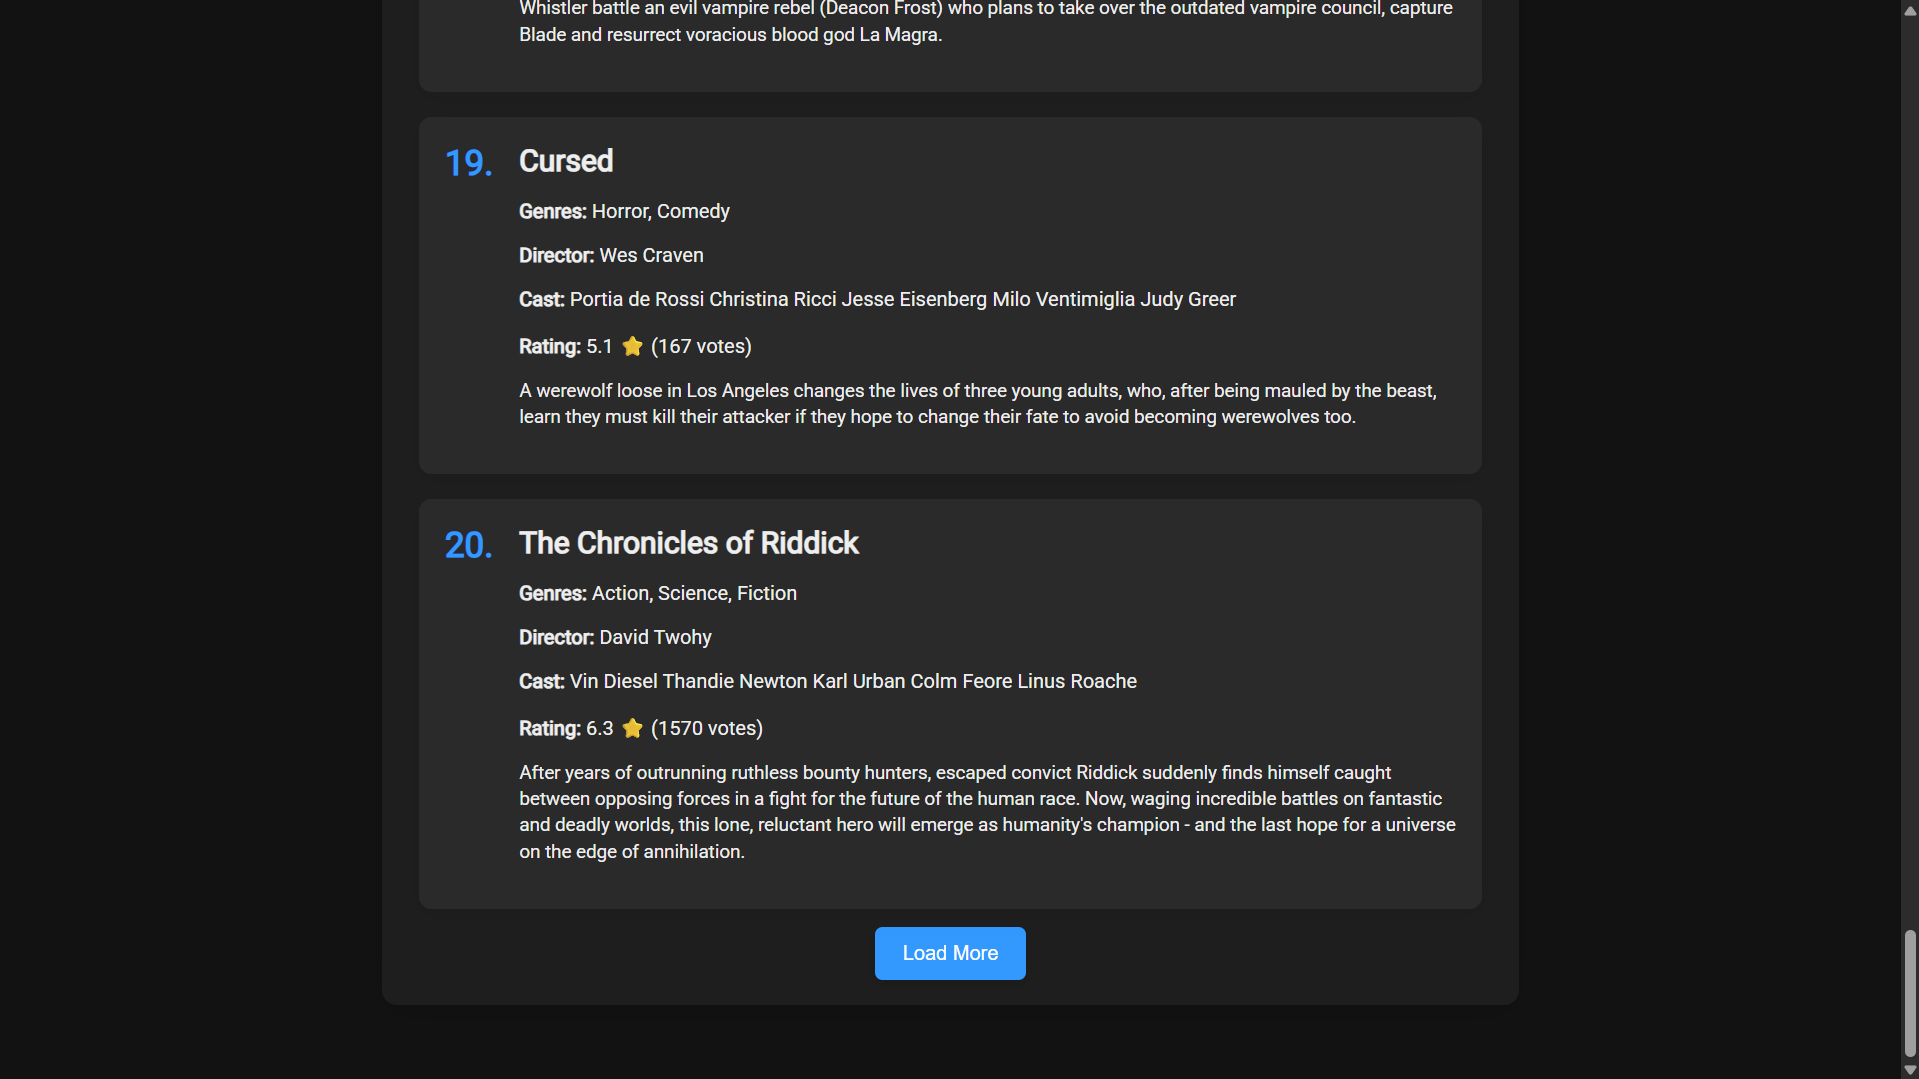 Whistler battle an evil vampire rebel (Deacon Frost) who plans to take over the outdated vampire council, capture
Blade and resurrect voracious blood god La Magra.
19. Cursed
Genres: Horror, Comedy
Director: Wes Craven
Cast: Portia de Rossi Christina Ricci Jesse Eisenberg Milo Ventimiglia Judy Greer
Rating: 5.1 ⭐ (167 votes)
A werewolf loose in Los Angeles changes the lives of three young adults, who, after being mauled by the beast,
learn they must kill their attacker if they hope to change their fate to avoid becoming werewolves too.
20. The Chronicles of Riddick
Genres: Action, Science, Fiction
Director: David Twohy
Cast: Vin Diesel Thandie Newton Karl Urban Colm Feore Linus Roache
Rating: 6.3 ⭐ (1570 votes)
After years of outrunning ruthless bounty hunters, escaped convict Riddick suddenly finds himself caught
between opposing forces in a fight for the future of the human race. Now, waging incredible battles on fantastic
and deadly worlds, this lone, reluctant hero will emerge as humanity's champion - and the last hope for a universe
on the edge of annihilation.
Load More